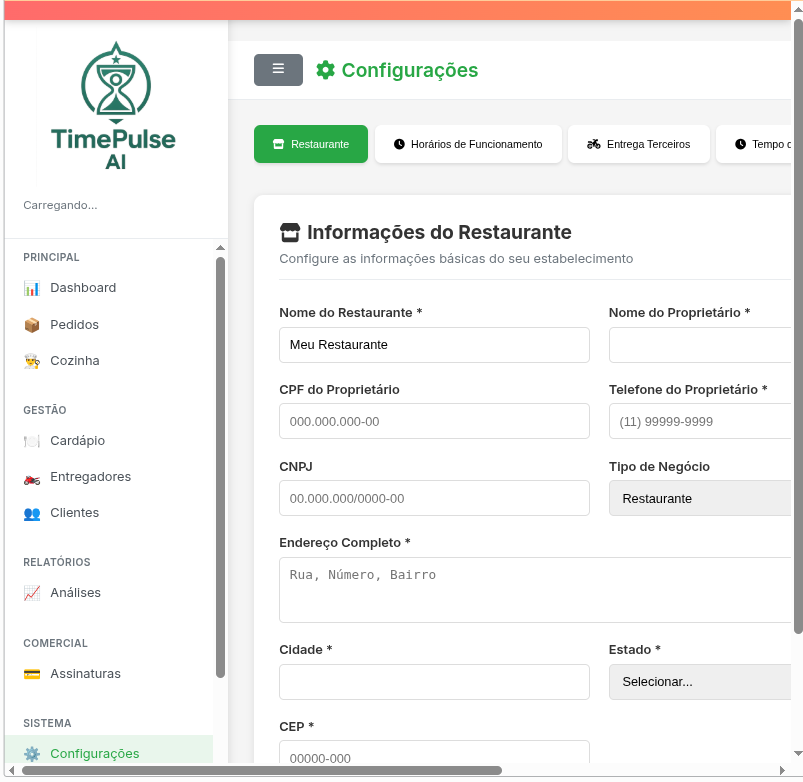 TimePulse
AI
Carregando...
PRINCIPAL
Dashboard
Pedidos
Cozinha
GESTÃO
Cardápio
Entregadores
Clientes
RELATÓRIOS
Análises
COMERCIAL
Assinaturas
SISTEMA
Configurações
Configurações
Restaurante
Horários de Funcionamento
Entrega Terceiros
Tempo
Informações do Restaurante
Configure as informações básicas do seu estabelecimento
Nome do Restaurante *
Nome do Proprietário *
Meu Restaurante
CPF do Proprietário
Telefone do Proprietário *
000.000.000-00
(11) 99999-9999
CNPJ
Tipo de Negócio
00.000.000/0000-00
Restaurante
Endereço Completo *
Rua, Número, Bairro
Cidade *
Estado *
Selecionar...
CEP *
00000-000